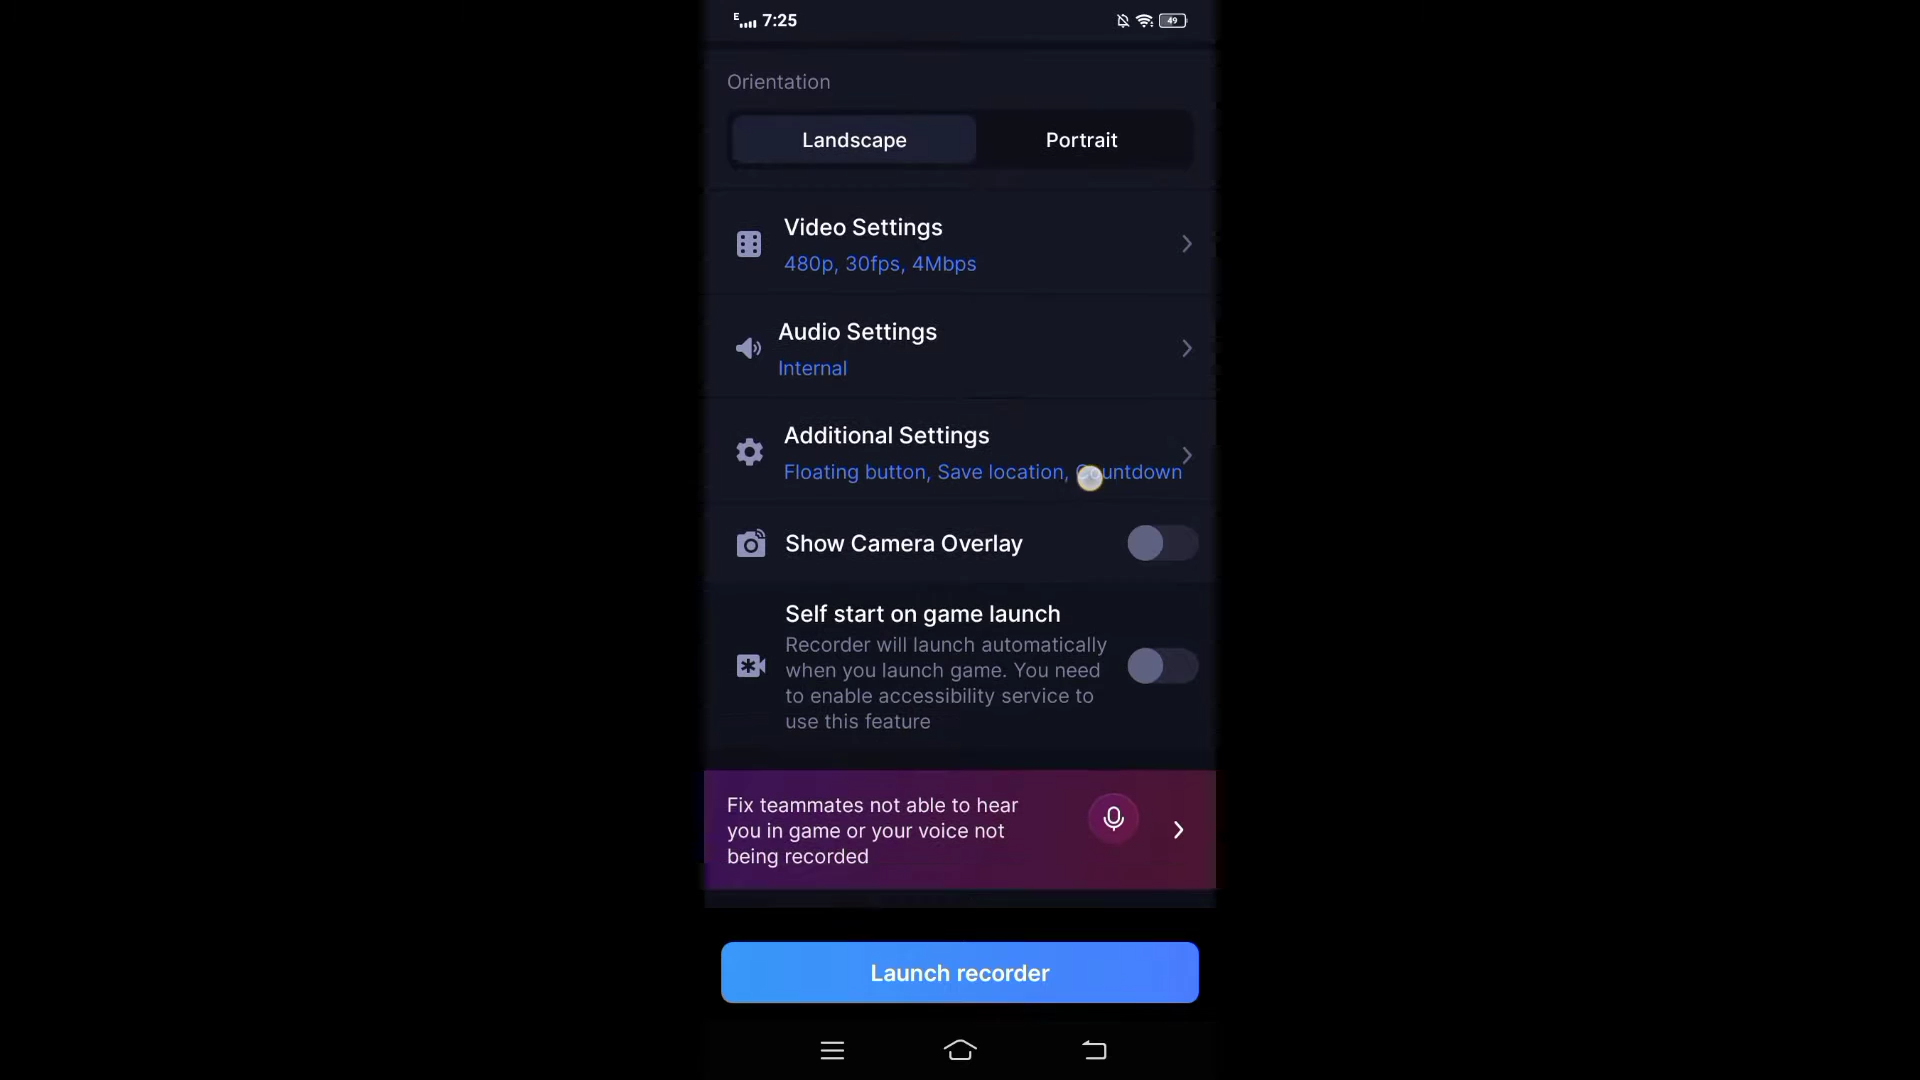 E 7:25 49
Orientation
Landscape Portrait
Video Settings
480p, 30fps, 4Mbps
Audio Settings
Internal
Additional Settings
Floating button, Save location, Countdown
Show Camera Overlay
Self start on game launch
Recorder will launch automatically
when you launch game. You need
to enable accessibility service to
use this feature
Fix teammates not able to hear
you in game or your voice not
being recorded
Launch recorder